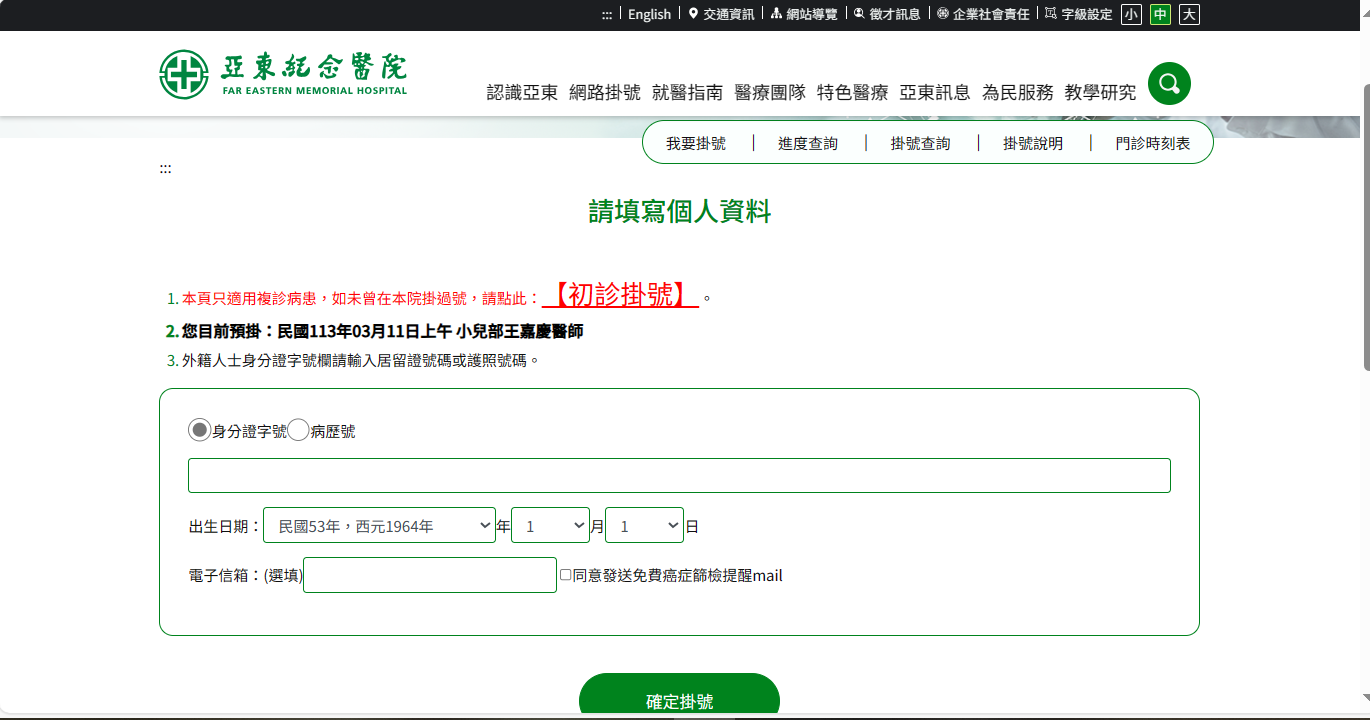 ::: English 交通資訊 網站導覽 徵才訊息 企業社會責任 字級設定 小 中 大
亞東紀念醫院
FAR EASTERN MEMORIAL HOSPITAL
認識亞東 網路掛號 就醫指南 醫療團隊 特色醫療 亞東訊息 為民服務 教學研究
我要掛號 進度查詢 掛號查詢 掛號說明 門診時刻表
:::
請填寫個人資料
1. 本頁只適用複診病患，如未曾在本院掛過號，請點此：【初診掛號】。
2. 您目前預掛：民國113年03月11日上午 小兒部王嘉慶醫師
3. 外籍人士身分證字號欄請輸入居留證號碼或護照號碼。
身分證字號 病歷號
出生日期： 民國53年，西元1964年 年 1 月 1 日
電子信箱：(選填) 同意發送免費癌症篩檢提醒mail
確定掛號